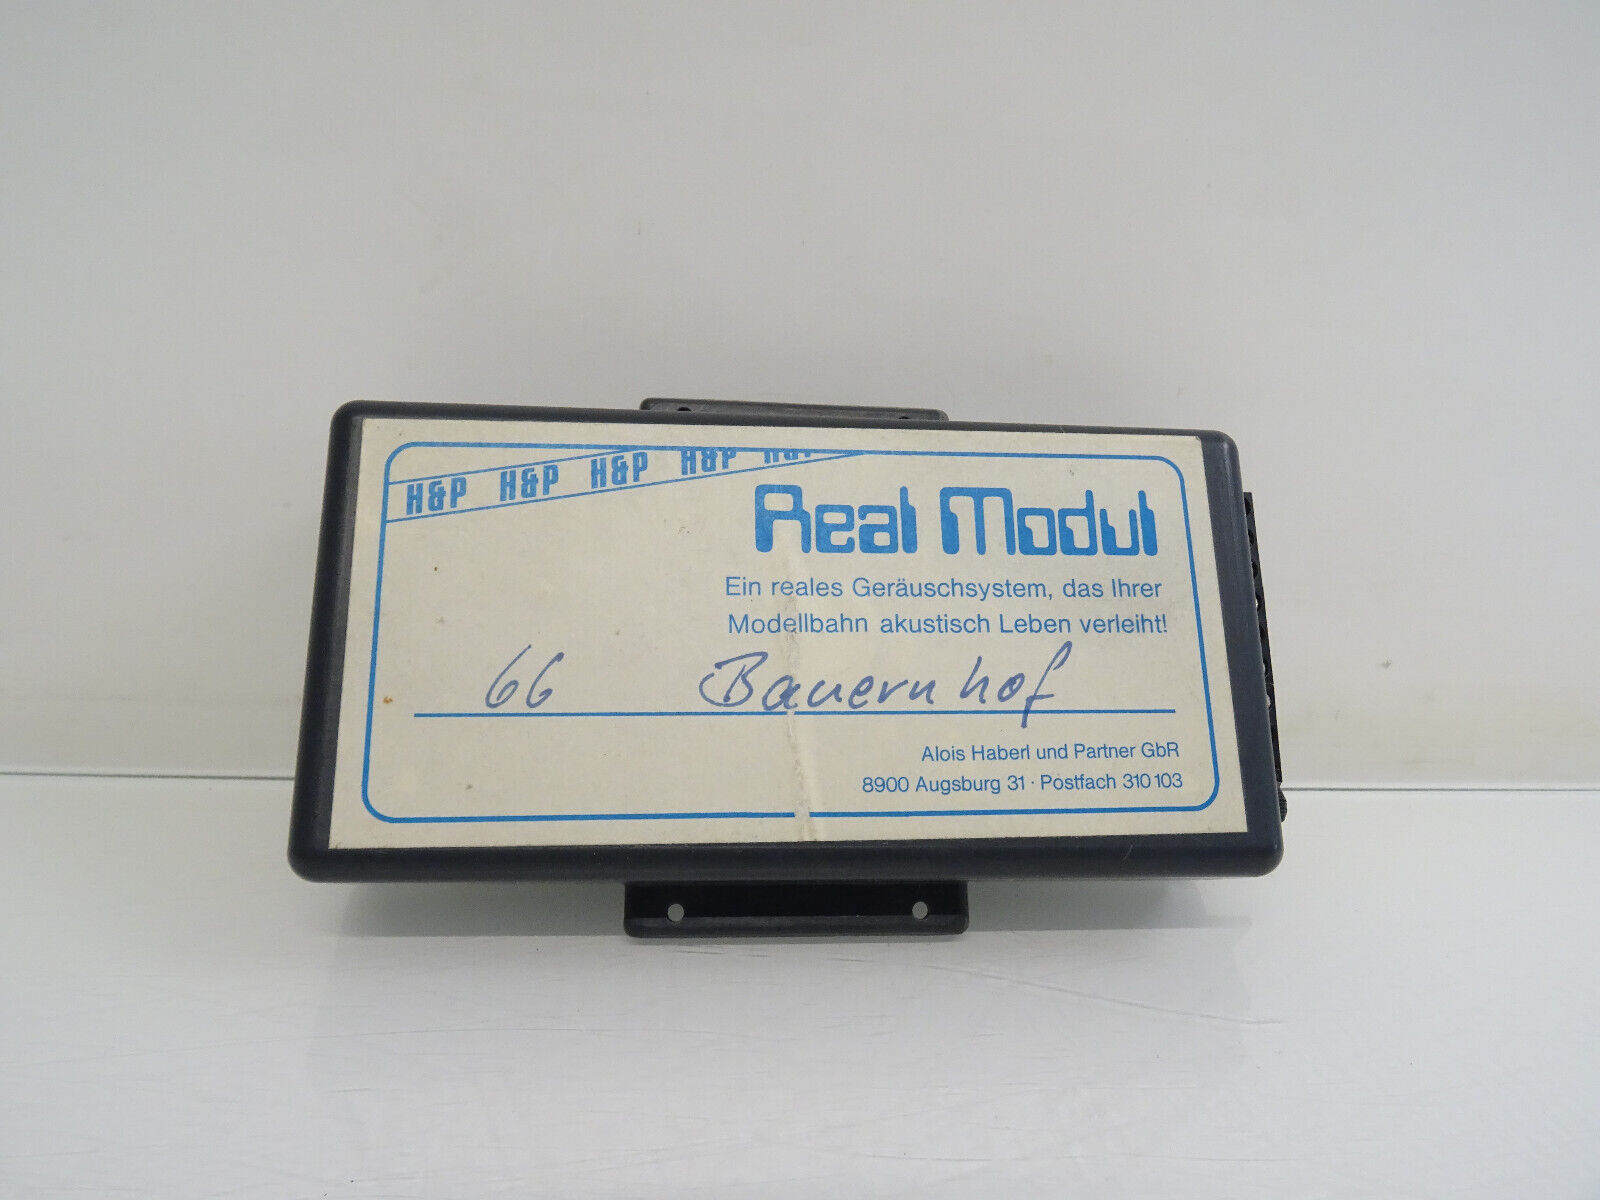 H&P H&P H&P H&P H&P
Real Modul
Ein reales Geräuschsystem, das Ihrer
Modellbahn akustisch Leben verleiht!
66 Bauernhof
Alois Haberl und Partner GbR
8900 Augsburg 31 · Postfach 310 103